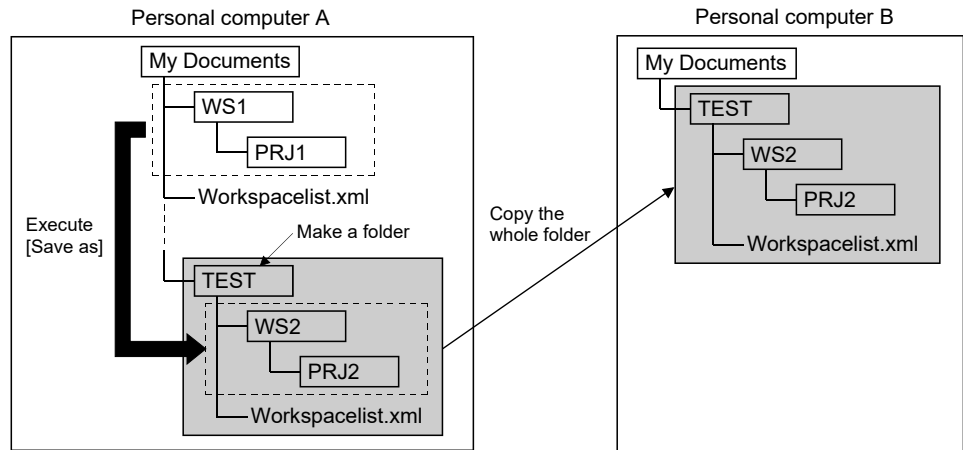 Personal computer A
My Documents
WS1
PRJ1
Workspacelist.xml
Execute
[Save as]
Make a folder
TEST
WS2
PRJ2
Workspacelist.xml
Copy the
whole folder
Personal computer B
My Documents
TEST
WS2
PRJ2
Workspacelist.xml